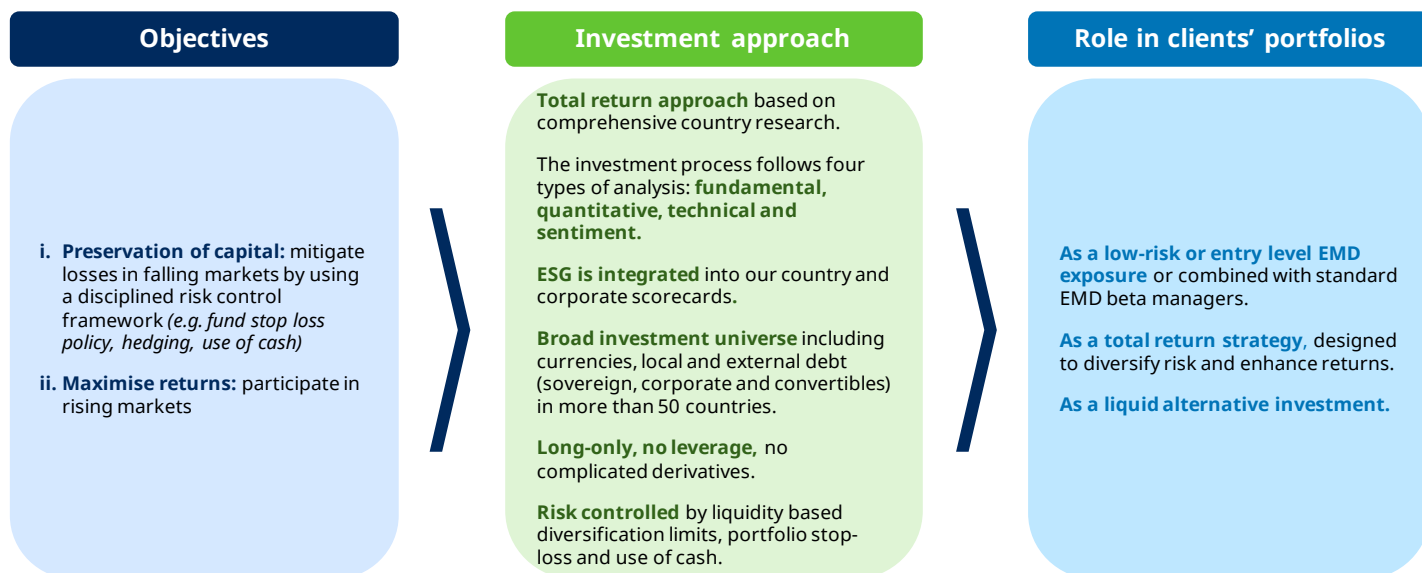 Objectives
i. Preservation of capital: mitigate
losses in falling markets by using
a disciplined risk control
framework (e.g. fund stop loss
policy, hedging, use of cash)
ii. Maximise returns: participate in
rising markets
Investment approach
Total return approach based on
comprehensive country research.
The investment process follows four
types of analysis: fundamental,
quantitative, technical and
sentiment.
ESG is integrated into our country and
corporate scorecards.
Broad investment universe including
currencies, local and external debt
(sovereign, corporate and convertibles)
in more than 50 countries.
Long-only, no leverage, no
complicated derivatives.
Risk controlled by liquidity based
diversification limits, portfolio stop-
loss and use of cash.
Role in clients’ portfolios
As a low-risk or entry level EMD
exposure or combined with standard
EMD beta managers.
As a total return strategy, designed
to diversify risk and enhance returns.
As a liquid alternative investment.